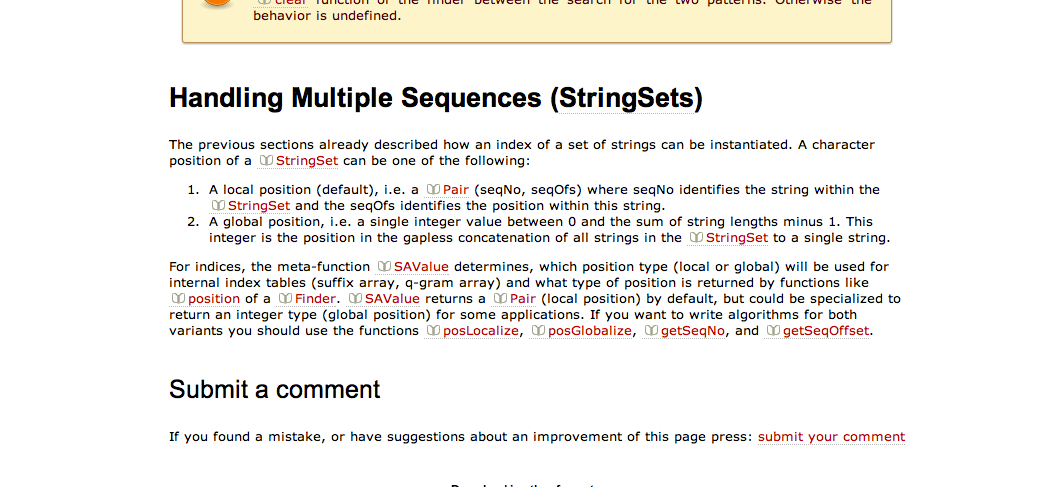 clear function of the finder between the search for the two patterns. Otherwise the
behavior is undefined.
Handling Multiple Sequences (StringSets)
The previous sections already described how an index of a set of strings can be instantiated. A character
position of a StringSet can be one of the following:
1. A local position (default), i.e. a Pair (seqNo, seqOfs) where seqNo identifies the string within the
StringSet and the seqOfs identifies the position within this string.
2. A global position, i.e. a single integer value between 0 and the sum of string lengths minus 1. This
integer is the position in the gapless concatenation of all strings in the StringSet to a single string.
For indices, the meta-function SAValue determines, which position type (local or global) will be used for
internal index tables (suffix array, q-gram array) and what type of position is returned by functions like
position of a Finder. SAValue returns a Pair (local position) by default, but could be specialized to
return an integer type (global position) for some applications. If you want to write algorithms for both
variants you should use the functions posLocalize, posGlobalize, getSeqNo, and getSeqOffset.
Submit a comment
If you found a mistake, or have suggestions about an improvement of this page press: submit your comment